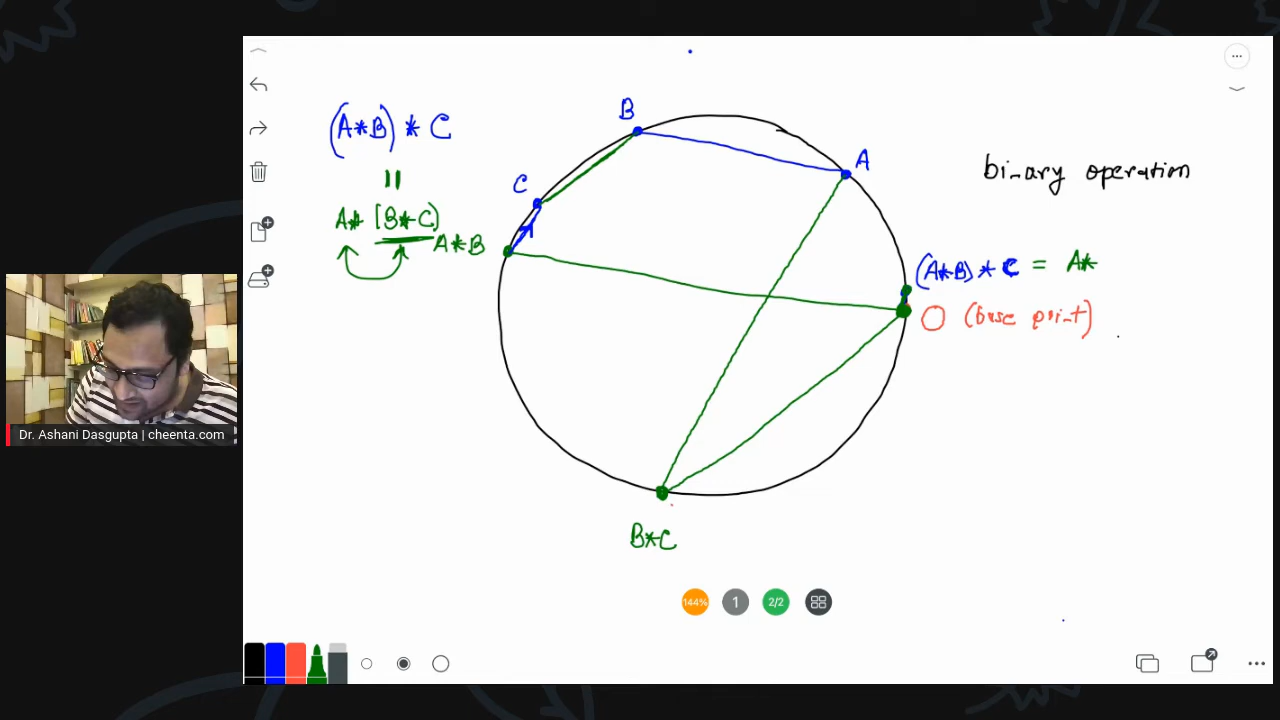 (A*B) * C
||
A* [B*C]
B
A
C
A*B
binary operation
(A*B)*C = A*
O (base point)
B*C
Dr. Ashani Dasgupta | cheenta.com
144%
1
2/2